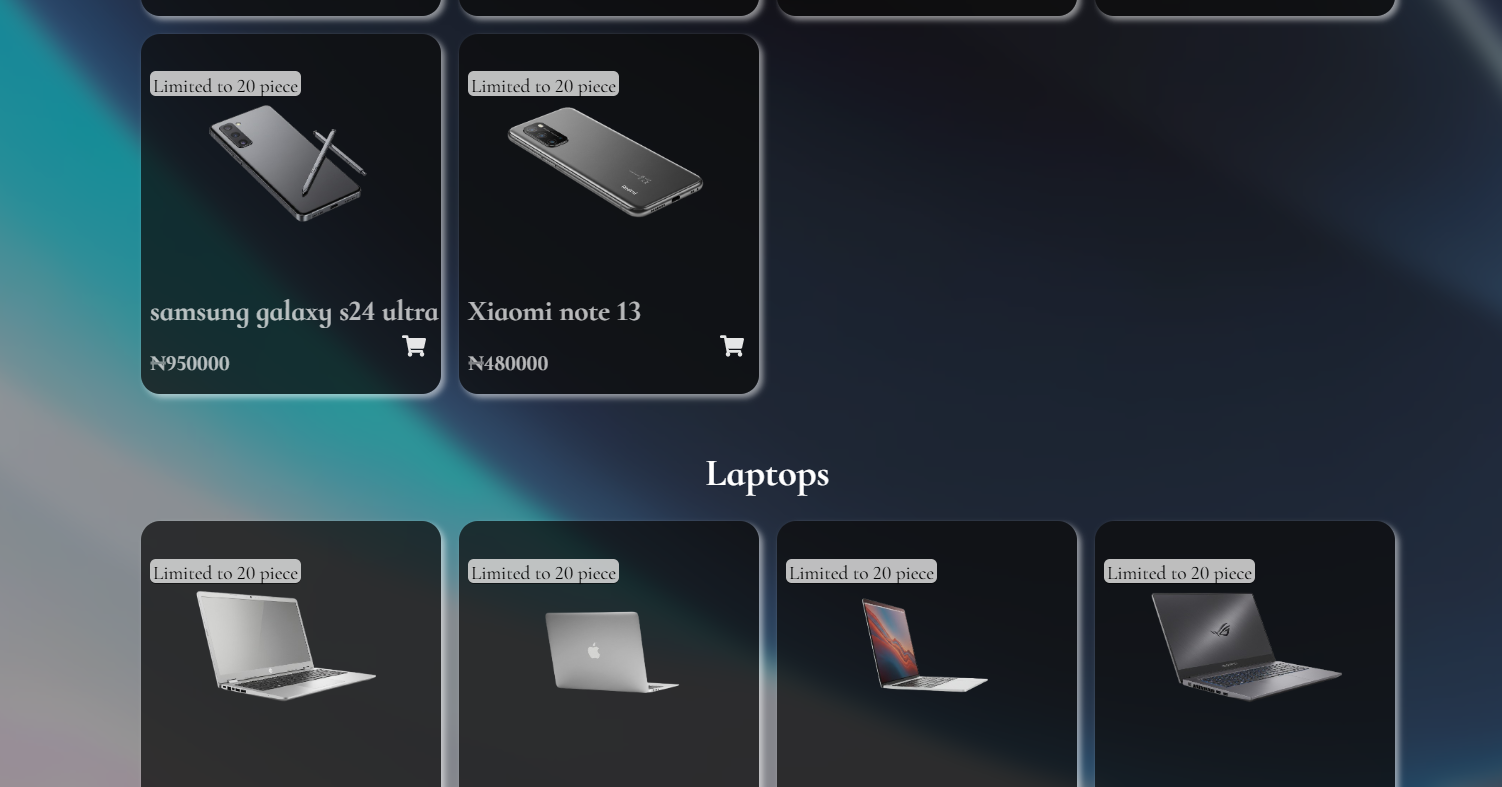 Limited to 20 piece
Limited to 20 piece
Redmi
samsung galaxy s24 ultra
Xiaomi note 13
₦950000
₦480000
Laptops
Limited to 20 piece
Limited to 20 piece
Limited to 20 piece
Limited to 20 piece